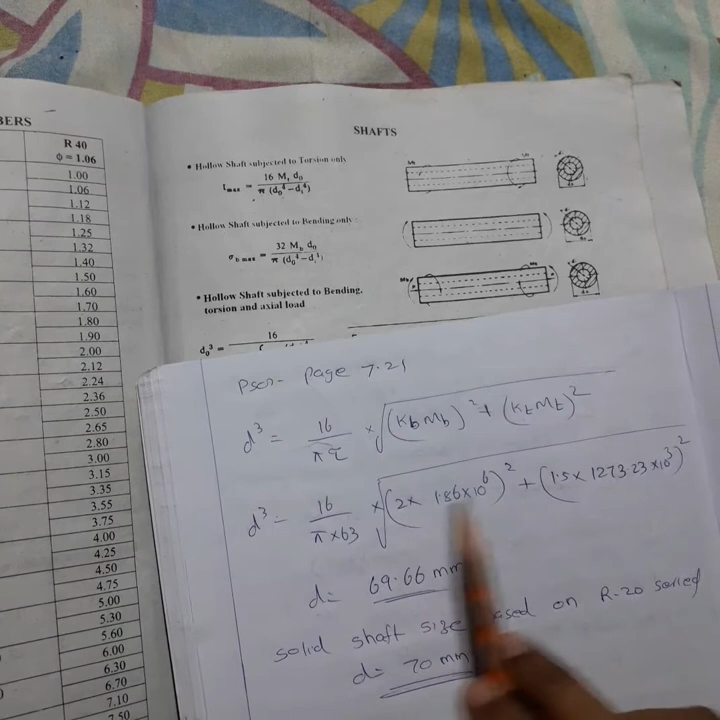 BERS
R 40
ϕ = 1.06
1.00
1.06
1.12
1.18
1.25
1.32
1.40
1.50
1.60
1.70
1.80
1.90
2.00
2.12
2.24
2.36
2.50
2.65
2.80
3.00
3.15
3.35
3.55
3.75
4.00
4.25
4.50
4.75
5.00
5.30
5.60
6.00
6.30
6.70
7.10
7.50
SHAFTS
• Hollow Shaft subjected to Torsion only
τmax = 16 Mt do / π (do⁴ – di⁴)
• Hollow Shaft subjected to Bending only
σb max = 32 Mb do / π (do⁴ – di⁴)
• Hollow Shaft subjected to Bending,
torsion and axial load
do³ = 16
Page 7.21
d³ = 16 / πτ × √(KbMb)² + (KtMt)²
d³ = 16 / π×63 × √(2× 1.86×10⁶)² + (1.5× 1273.23×10³)²
d= 69.66 mm
solid shaft size based on R-20 series
d= 70 mm